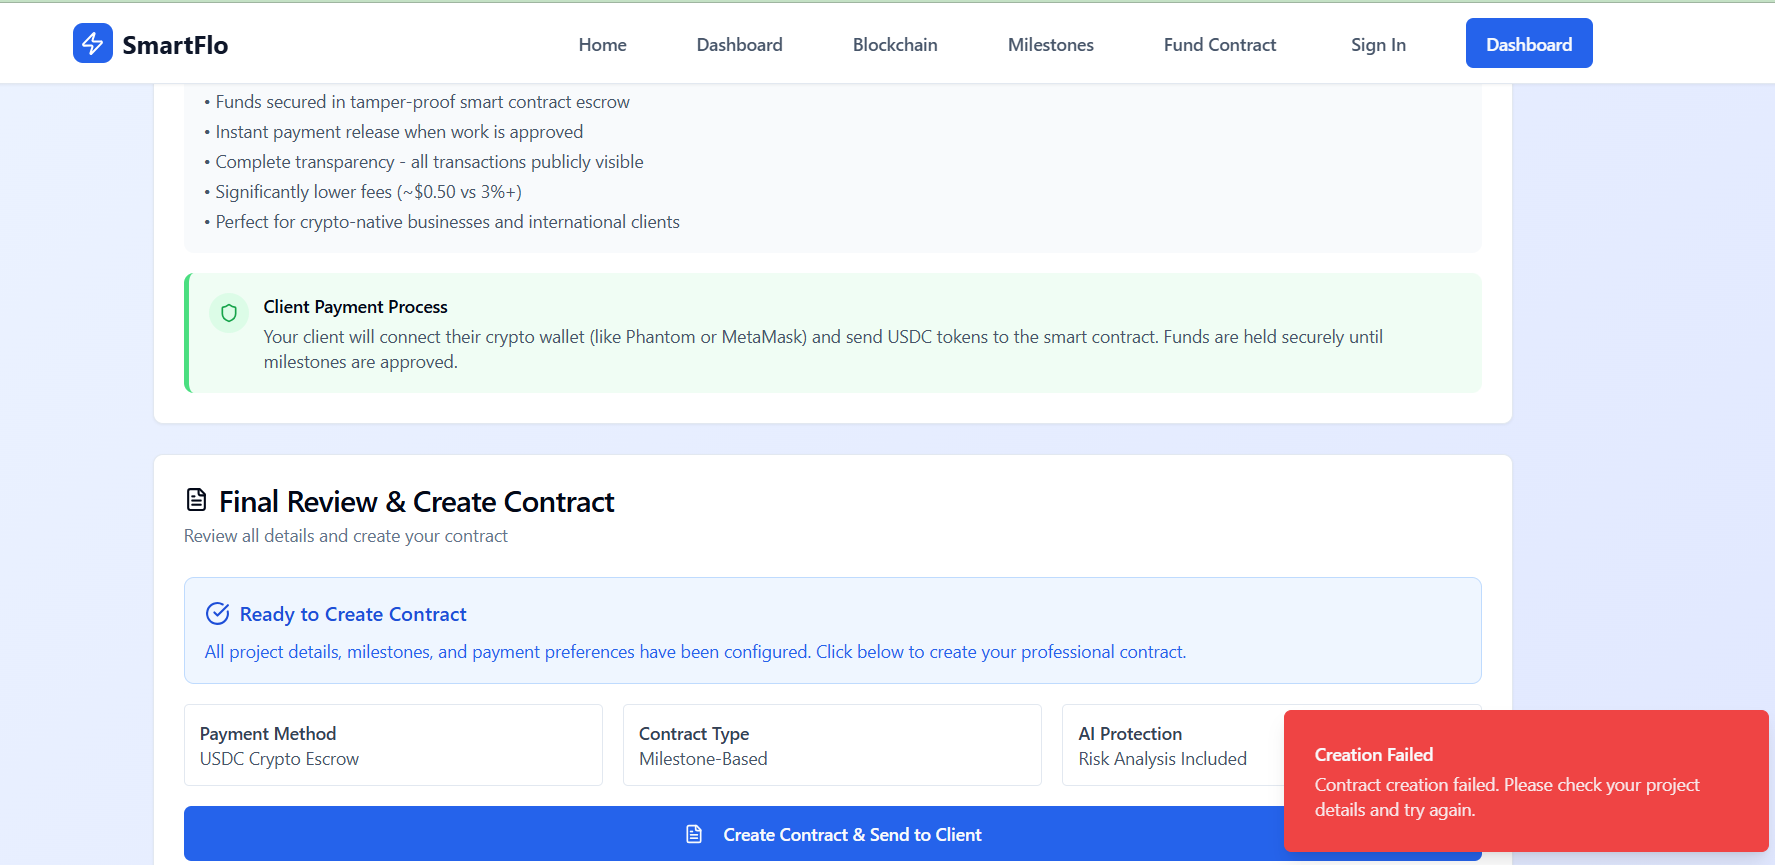 SmartFlo
Home
Dashboard
Blockchain
Milestones
Fund Contract
Sign In
Dashboard
• Funds secured in tamper-proof smart contract escrow
• Instant payment release when work is approved
• Complete transparency - all transactions publicly visible
• Significantly lower fees (~$0.50 vs 3%+)
• Perfect for crypto-native businesses and international clients
Client Payment Process
Your client will connect their crypto wallet (like Phantom or MetaMask) and send USDC tokens to the smart contract. Funds are held securely until
milestones are approved.
Final Review & Create Contract
Review all details and create your contract
Ready to Create Contract
All project details, milestones, and payment preferences have been configured. Click below to create your professional contract.
Payment Method
USDC Crypto Escrow
Contract Type
Milestone-Based
AI Protection
Risk Analysis Included
Create Contract & Send to Client
Creation Failed
Contract creation failed. Please check your project
details and try again.